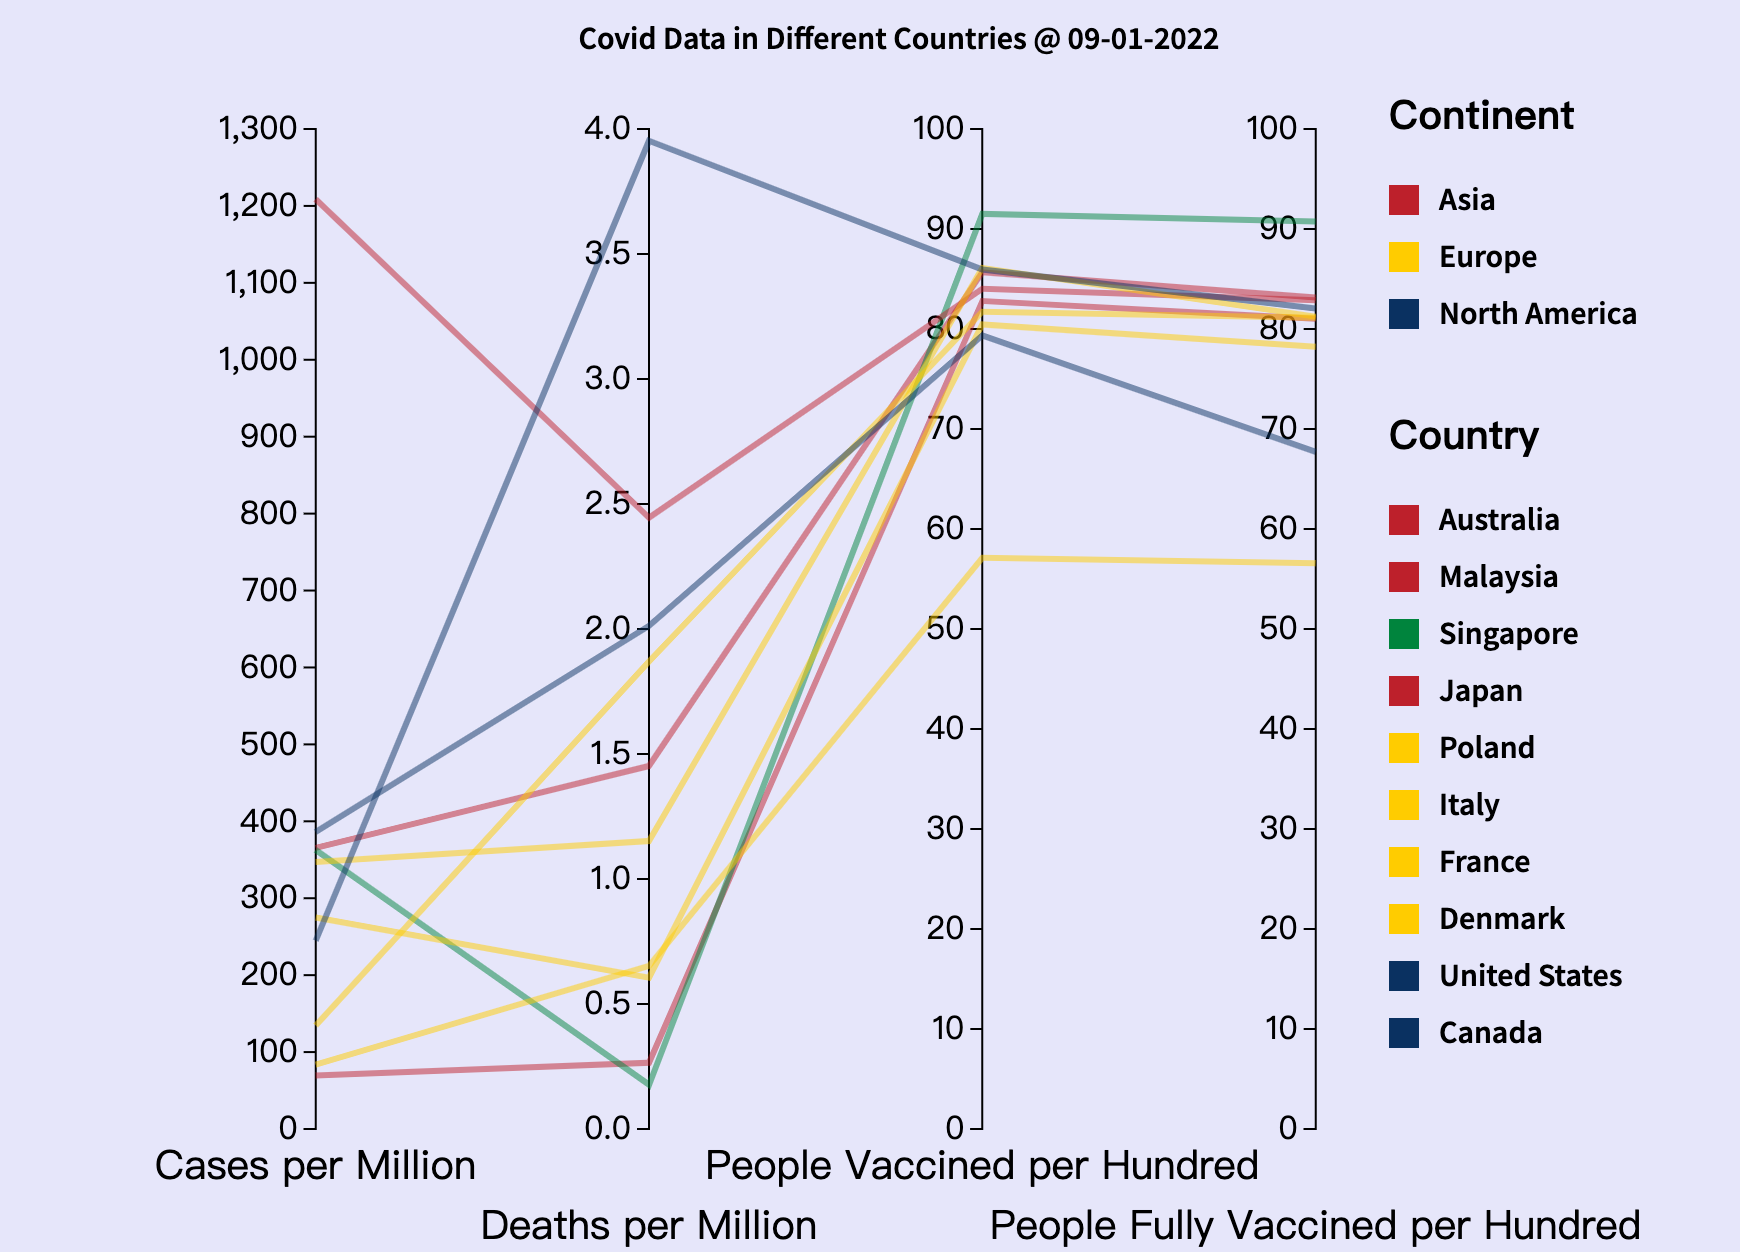 Covid Data in Different Countries @ 09-01-2022
1,300
1,200
1,100
1,000
900
800
700
600
500
400
300
200
100
0
Cases per Million
4.0
3.5
3.0
2.5
2.0
1.5
1.0
0.5
0.0
Deaths per Million
100
90
80
70
60
50
40
30
20
10
0
People Vaccined per Hundred
100
90
80
70
60
50
40
30
20
10
0
People Fully Vaccined per Hundred
Continent
Asia
Europe
North America
Country
Australia
Malaysia
Singapore
Japan
Poland
Italy
France
Denmark
United States
Canada